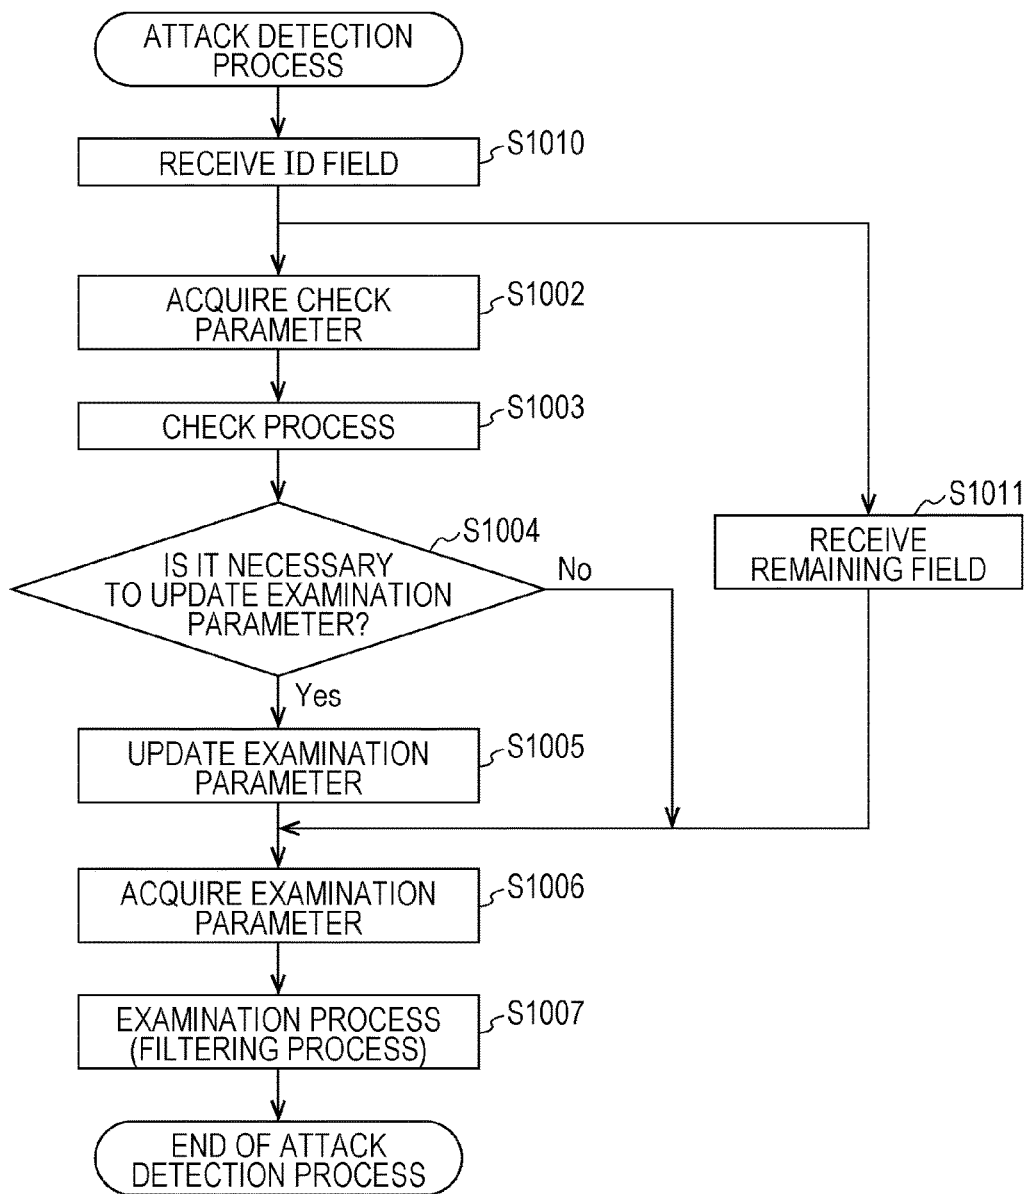 ATTACK DETECTION
PROCESS
RECEIVE ID FIELD
S1010
ACQUIRE CHECK
PARAMETER
S1002
CHECK PROCESS
S1003
IS IT NECESSARY
TO UPDATE EXAMINATION
PARAMETER?
S1004
No
Yes
S1011
RECEIVE
REMAINING FIELD
UPDATE EXAMINATION
PARAMETER
S1005
ACQUIRE EXAMINATION
PARAMETER
S1006
EXAMINATION PROCESS
(FILTERING PROCESS)
S1007
END OF ATTACK
DETECTION PROCESS